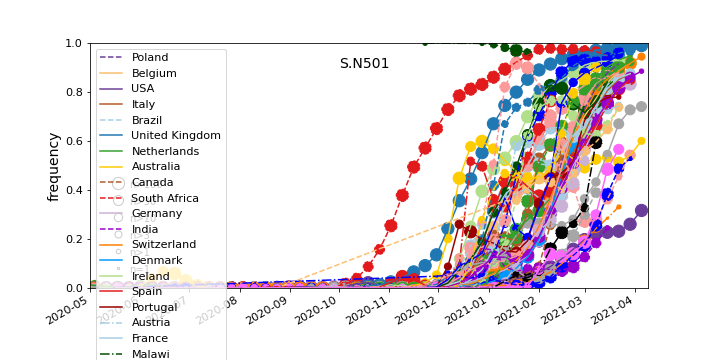 S.N501
frequency
1.0
0.8
0.6
0.4
0.2
0.0
Poland
Belgium
USA
Italy
Brazil
United Kingdom
Netherlands
Australia
Canada
South Africa
Germany
India
Switzerland
Denmark
Ireland
Spain
Portugal
Austria
France
Malawi
2020-05
2020-08
2020-09
2020-10
2020-11
2020-12
2021-01
2021-02
2021-03
2021-04